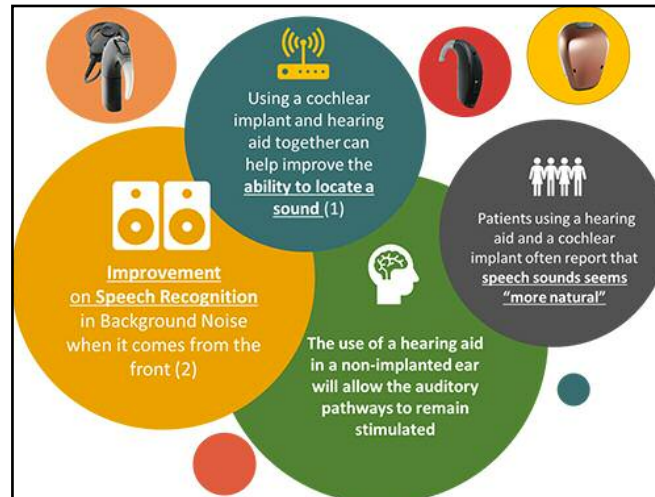 Using a cochlear
implant and hearing
aid together can
help improve the
ability to locate a
sound (1)
Improvement
on Speech Recognition
in Background Noise
when it comes from the
front (2)
The use of a hearing aid
in a non-implanted ear
will allow the auditory
pathways to remain
stimulated
Patients using a hearing
aid and a cochlear
implant often report that
speech sounds seems
“more natural”